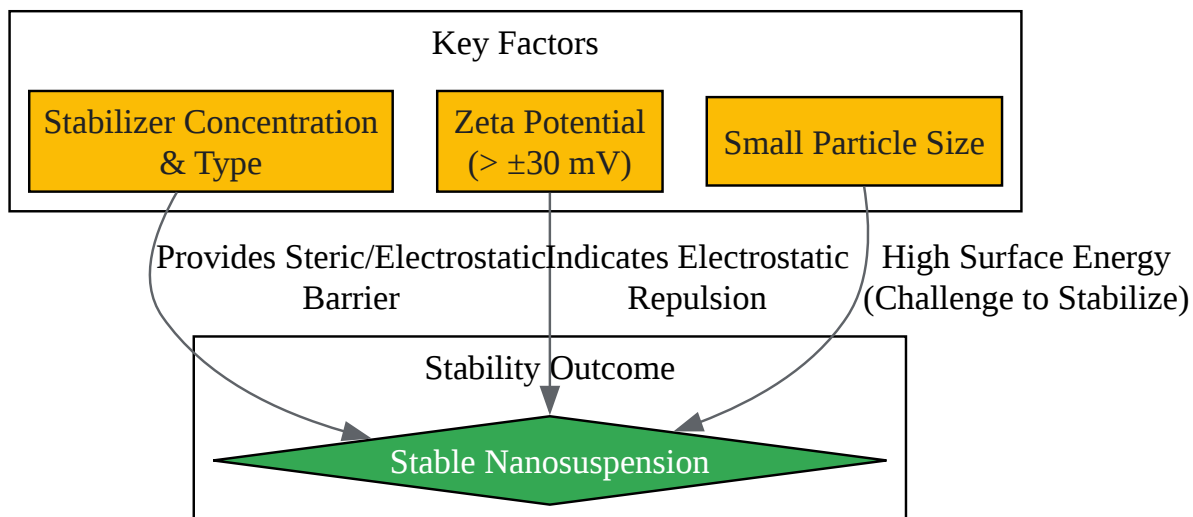 Key Factors
Stabilizer Concentration
& Type
Zeta Potential
(> ±30 mV)
Small Particle Size
Provides Steric/Electrostatic
Barrier
Indicates Electrostatic
Repulsion
High Surface Energy
(Challenge to Stabilize)
Stability Outcome
Stable Nanosuspension